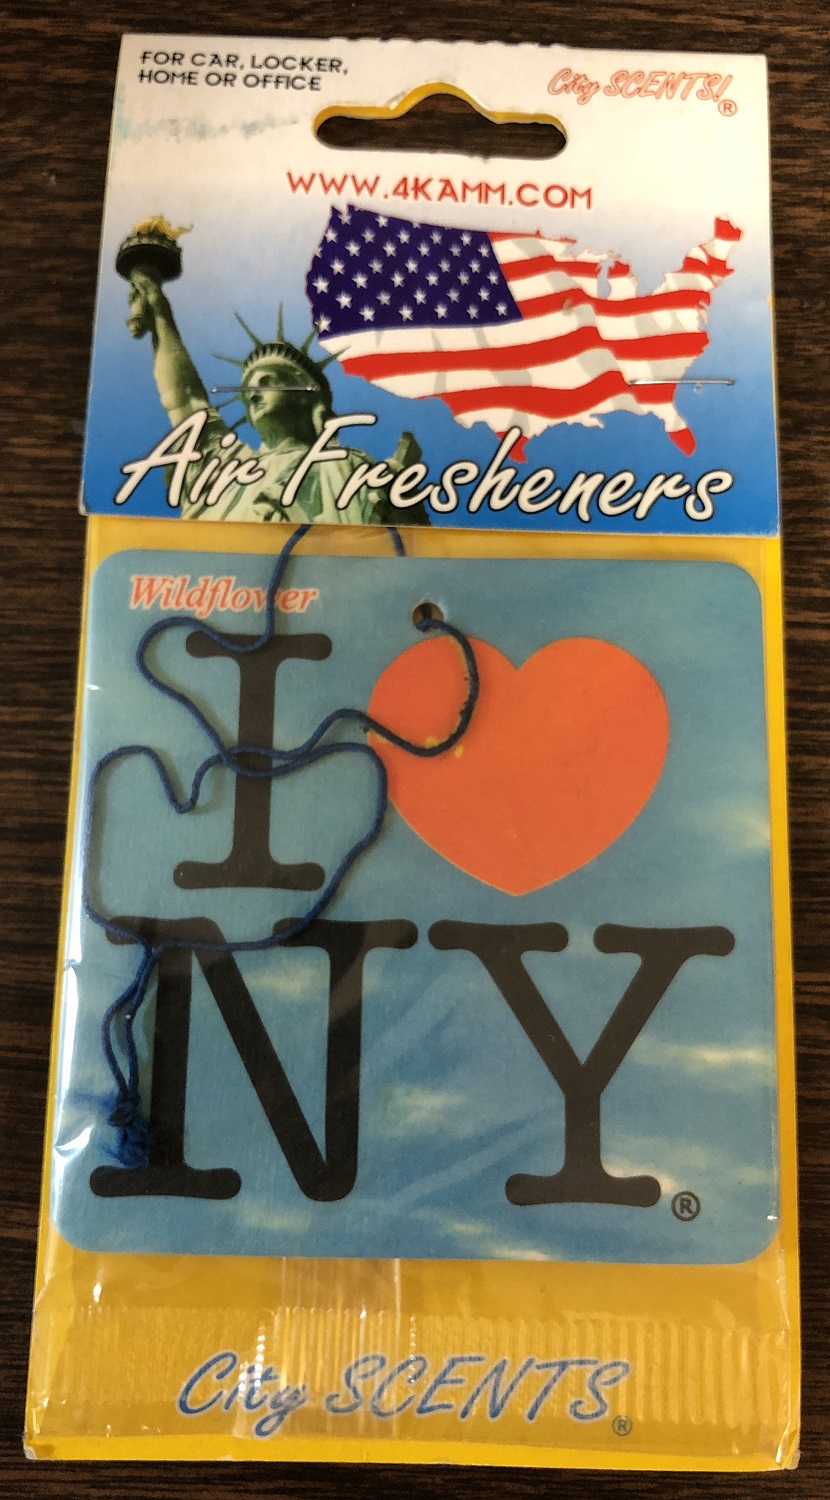 FOR CAR, LOCKER,
HOME OR OFFICE
City SCENTS!®
WWW.4KAMM.COM
Air Fresheners
Wildflower
I
NY®
City SCENTS®